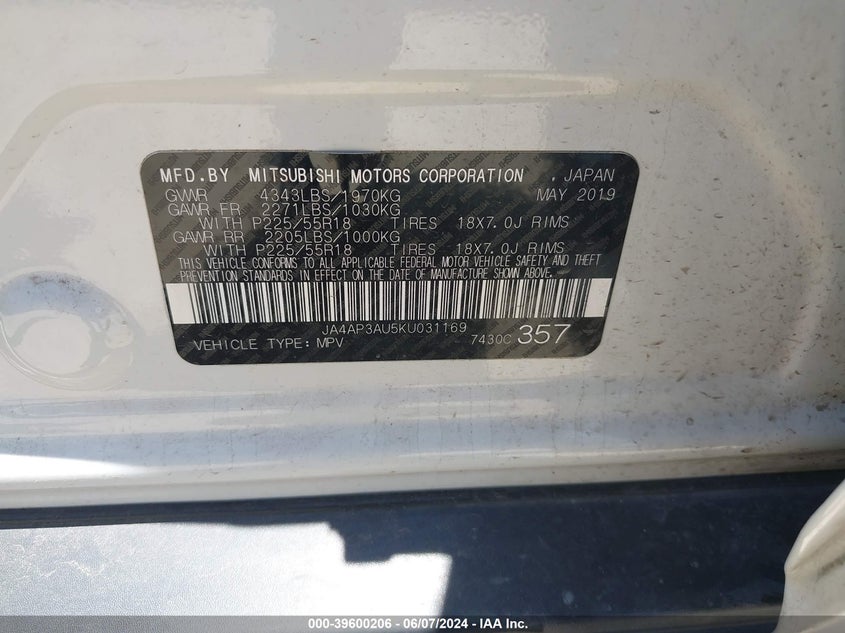 MFD.BY MITSUBISHI MOTORS CORPORATION , JAPAN
GVWR 4343LBS/1970KG MAY 2019
GAWR FR 2271LBS/1030KG
WITH P225/55R18 TIRES 18X7.0J RIMS
GAWR RR 2205LBS/1000KG
WITH P225/55R18 TIRES 18X7.0J RIMS
THIS VEHICLE CONFORMS TO ALL APPLICABLE FEDERAL MOTOR VEHICLE SAFETY AND THEFT
PREVENTION STANDARDS IN EFFECT ON THE DATE OF MANUFACTURE SHOWN ABOVE.
JA4AP3AU5KU031169
VEHICLE TYPE: MPV 7430C 357
000-39600206 - 06/07/2024 - IAA Inc.